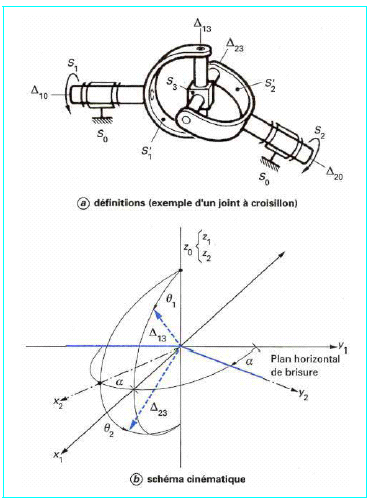 Δ13
Δ23
S1
S3
S'2
Δ10
S0
S'1
S2
S0
Δ20
a définitions (exemple d'un joint à croisillon)
z0 { z1
z2
θ1
Δ13
y1
α
α
Plan horizontal
de brisure
x2
y2
Δ23
θ2
x1
b schéma cinématique